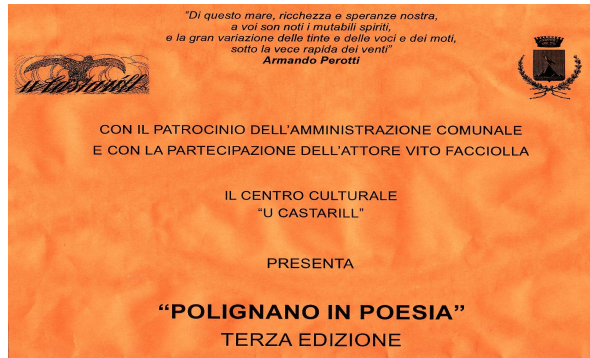 "Di questo mare, ricchezza e speranze nostra,
a voi son noti i mutabili spiriti,
e la gran variazione delle tinte e delle voci e dei moti,
sotto la vece rapida dei venti"
Armando Perotti
u castarill
CON IL PATROCINIO DELL'AMMINISTRAZIONE COMUNALE
E CON LA PARTECIPAZIONE DELL'ATTORE VITO FACCIOLLA
IL CENTRO CULTURALE
"U CASTARILL"
PRESENTA
"POLIGNANO IN POESIA"
TERZA EDIZIONE